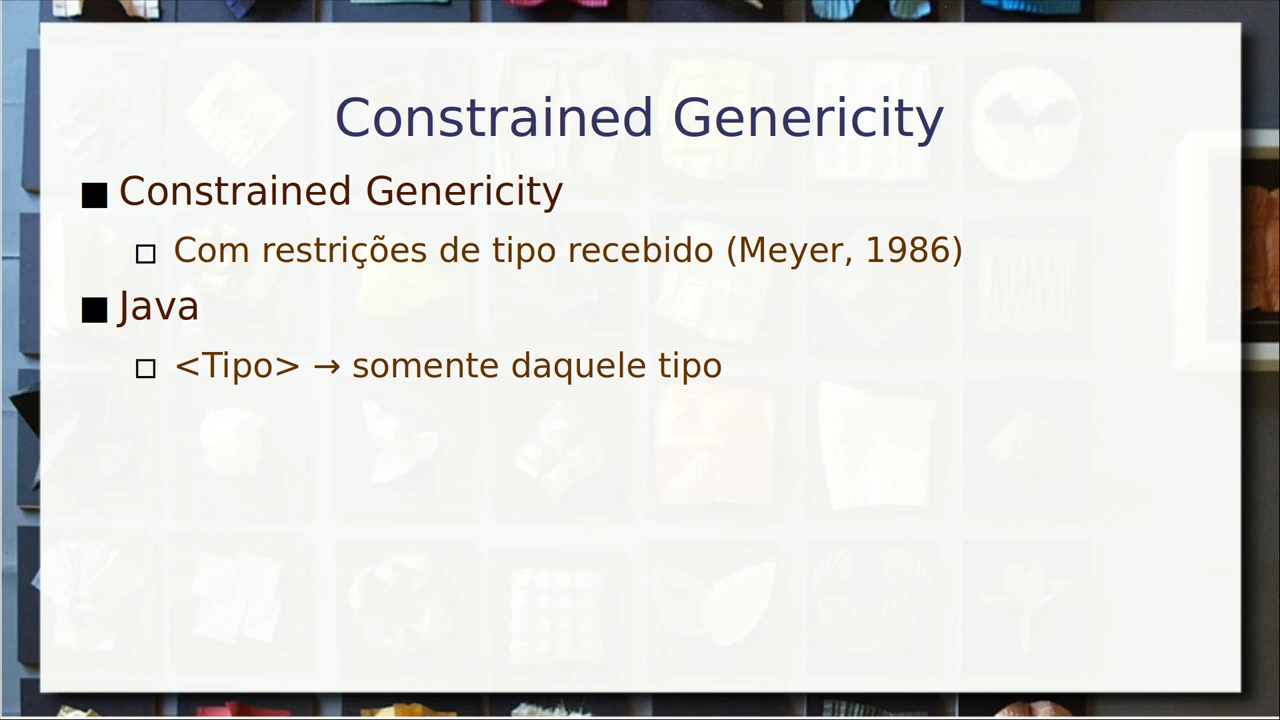 Constrained Genericity
■ Constrained Genericity
□ Com restrições de tipo recebido (Meyer, 1986)
■ Java
□ <Tipo> → somente daquele tipo